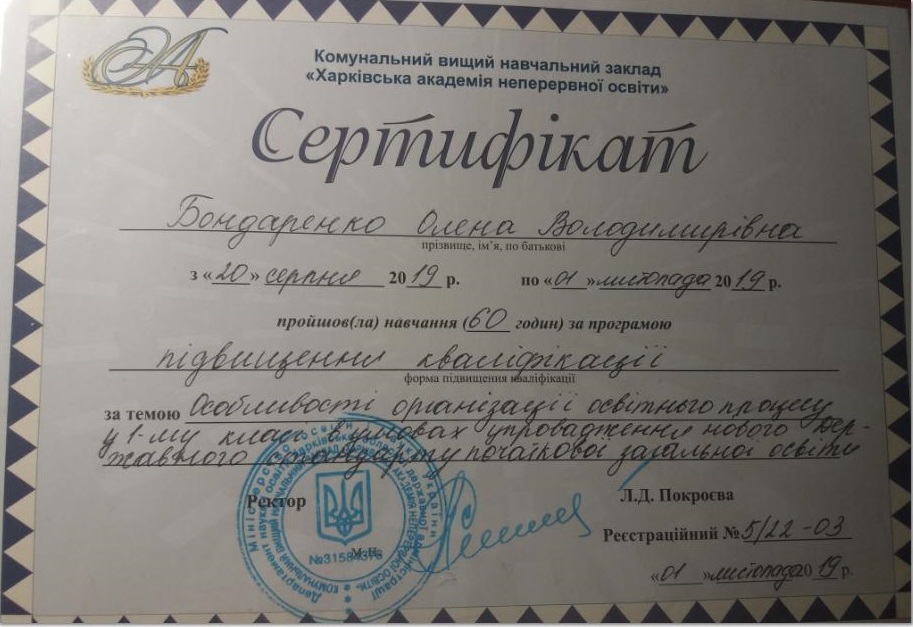 Комунальний вищий навчальний заклад
«Харківська академія неперервної освіти»
Сертифікат
Бондаренко Олена Володимирівна
прізвище, ім'я, по батькові
з «20» серпня 2019 р. по «01» листопада 2019 р.
пройшов(ла) навчання (60 годин) за програмою
підвищення кваліфікації
форма підвищення кваліфікації
за темою Особливості організації освітнього процесу
у 1-му класі в умовах упровадження нового Дер-
жавного стандарту початкової загальної освіти
Ректор Л.Д. Покроєва
М.П.
Реєстраційний № 5/22-03
«01» листопада 2019 р.